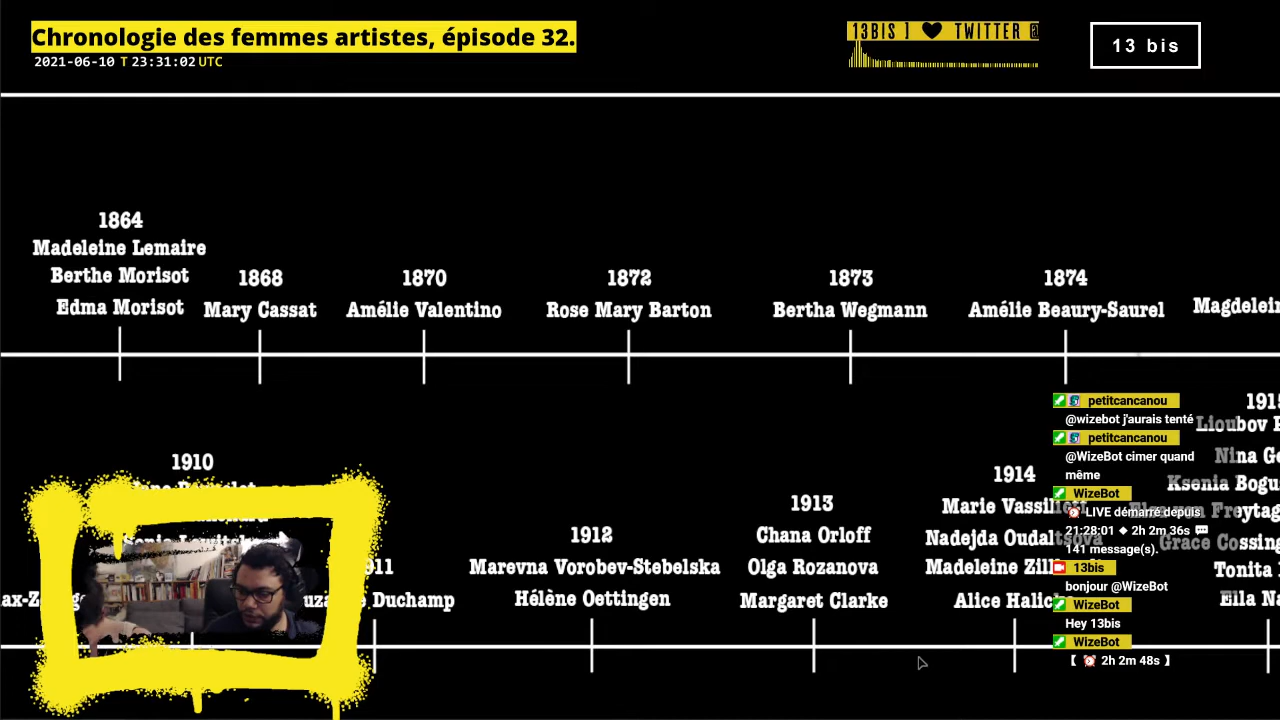 Chronologie des femmes artistes, épisode 32.
2021-06-10 T 23:31:02 UTC
13BIS ] TWITTER @
13 bis
1864
Madeleine Lemaire
Berthe Morisot
Edma Morisot
1868
Mary Cassat
1870
Amélie Valentino
1872
Rose Mary Barton
1873
Bertha Wegmann
1874
Amélie Beaury-Saurel
1910
Duchamp
1912
Marevna Vorobev-Stebelska
Hélène Oettingen
1913
Chana Orloff
Olga Rozanova
Margaret Clarke
1914
Marie
Nadejda
Madeleine
Alice
Lioubov
Nina
Ksenia
Grace
Tonita
petitcancanou
@wizebot j'aurais tenté
petitcancanou
@WizeBot cimer quand
même
WizeBot
⏰ LIVE démarré depuis
21:28:01 ◆ 2h 2m 36s 💬
141 message(s).
13bis
bonjour @WizeBot
WizeBot
Hey 13bis
WizeBot
【 ⏰ 2h 2m 48s 】